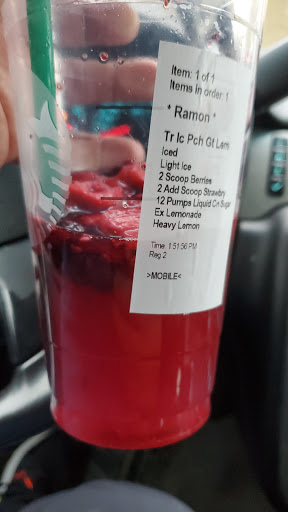 Item: 1 of 1
Items in order: 1
* Ramon *
Tr Ic Pch Gt Lem
Iced
Light Ice
2 Scoop Berries
2 Add Scoop Strawbry
12 Pumps Liquid Cn Sugar
Ex Lemonade
Heavy Lemon
Time: 1:51:56 PM
Reg 2
>MOBILE<